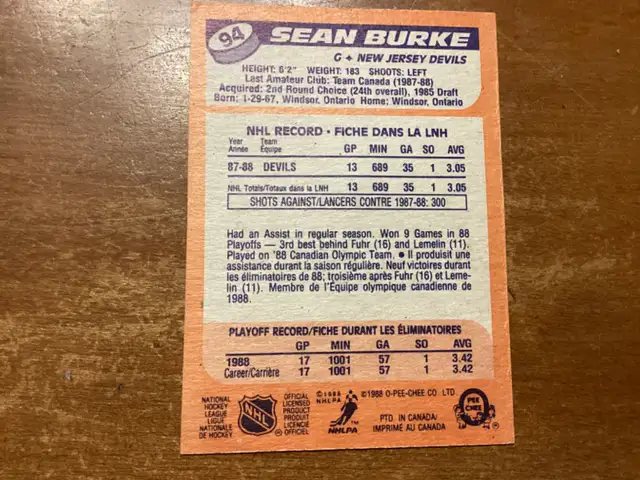 94 SEAN BURKE
G ✦ NEW JERSEY DEVILS
HEIGHT: 6'2" WEIGHT: 183 SHOOTS: LEFT
Last Amateur Club: Team Canada (1987-88)
Acquired: 2nd Round Choice (24th overall), 1985 Draft
Born: 1-29-67, Windsor, Ontario Home: Windsor, Ontario
NHL RECORD • FICHE DANS LA LNH
Year Team
Année Équipe GP MIN GA SO AVG
87-88 DEVILS 13 689 35 1 3.05
NHL Totals/Totaux dans la LNH 13 689 35 1 3.05
SHOTS AGAINST/LANCERS CONTRE 1987-88: 300
Had an Assist in regular season. Won 9 Games in 88
Playoffs — 3rd best behind Fuhr (16) and Lemelin (11).
Played on '88 Canadian Olympic Team. ● Il produisit une
assistance durant la saison régulière. Neuf victoires durant
les éliminatoires de 88; troisième après Fuhr (16) et Leme-
lin (11). Membre de l'Équipe olympique canadienne de
1988.
PLAYOFF RECORD/FICHE DURANT LES ÉLIMINATOIRES
GP MIN GA SO AVG
1988 17 1001 57 1 3.42
Career/Carrière 17 1001 57 1 3.42
NATIONAL
HOCKEY
LEAGUE
LIGUE
NATIONALE
DE HOCKEY
NHL
OFFICIAL
LICENSED
PRODUCT
PRODUIT
LICENCIE
OFFICIEL
NHLPA
NHLPA
©1988 O-PEE-CHEE CO. LTD.
PTD. IN CANADA/
IMPRIMÉ AU CANADA
O
PEE
CHEE